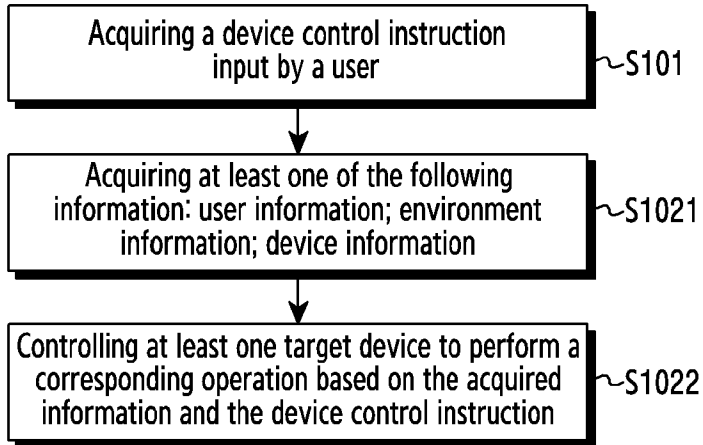 Acquiring a device control instruction
input by a user
S101
Acquiring at least one of the following
information: user information; environment
information; device information
S1021
Controlling at least one target device to perform a
corresponding operation based on the acquired
information and the device control instruction
S1022